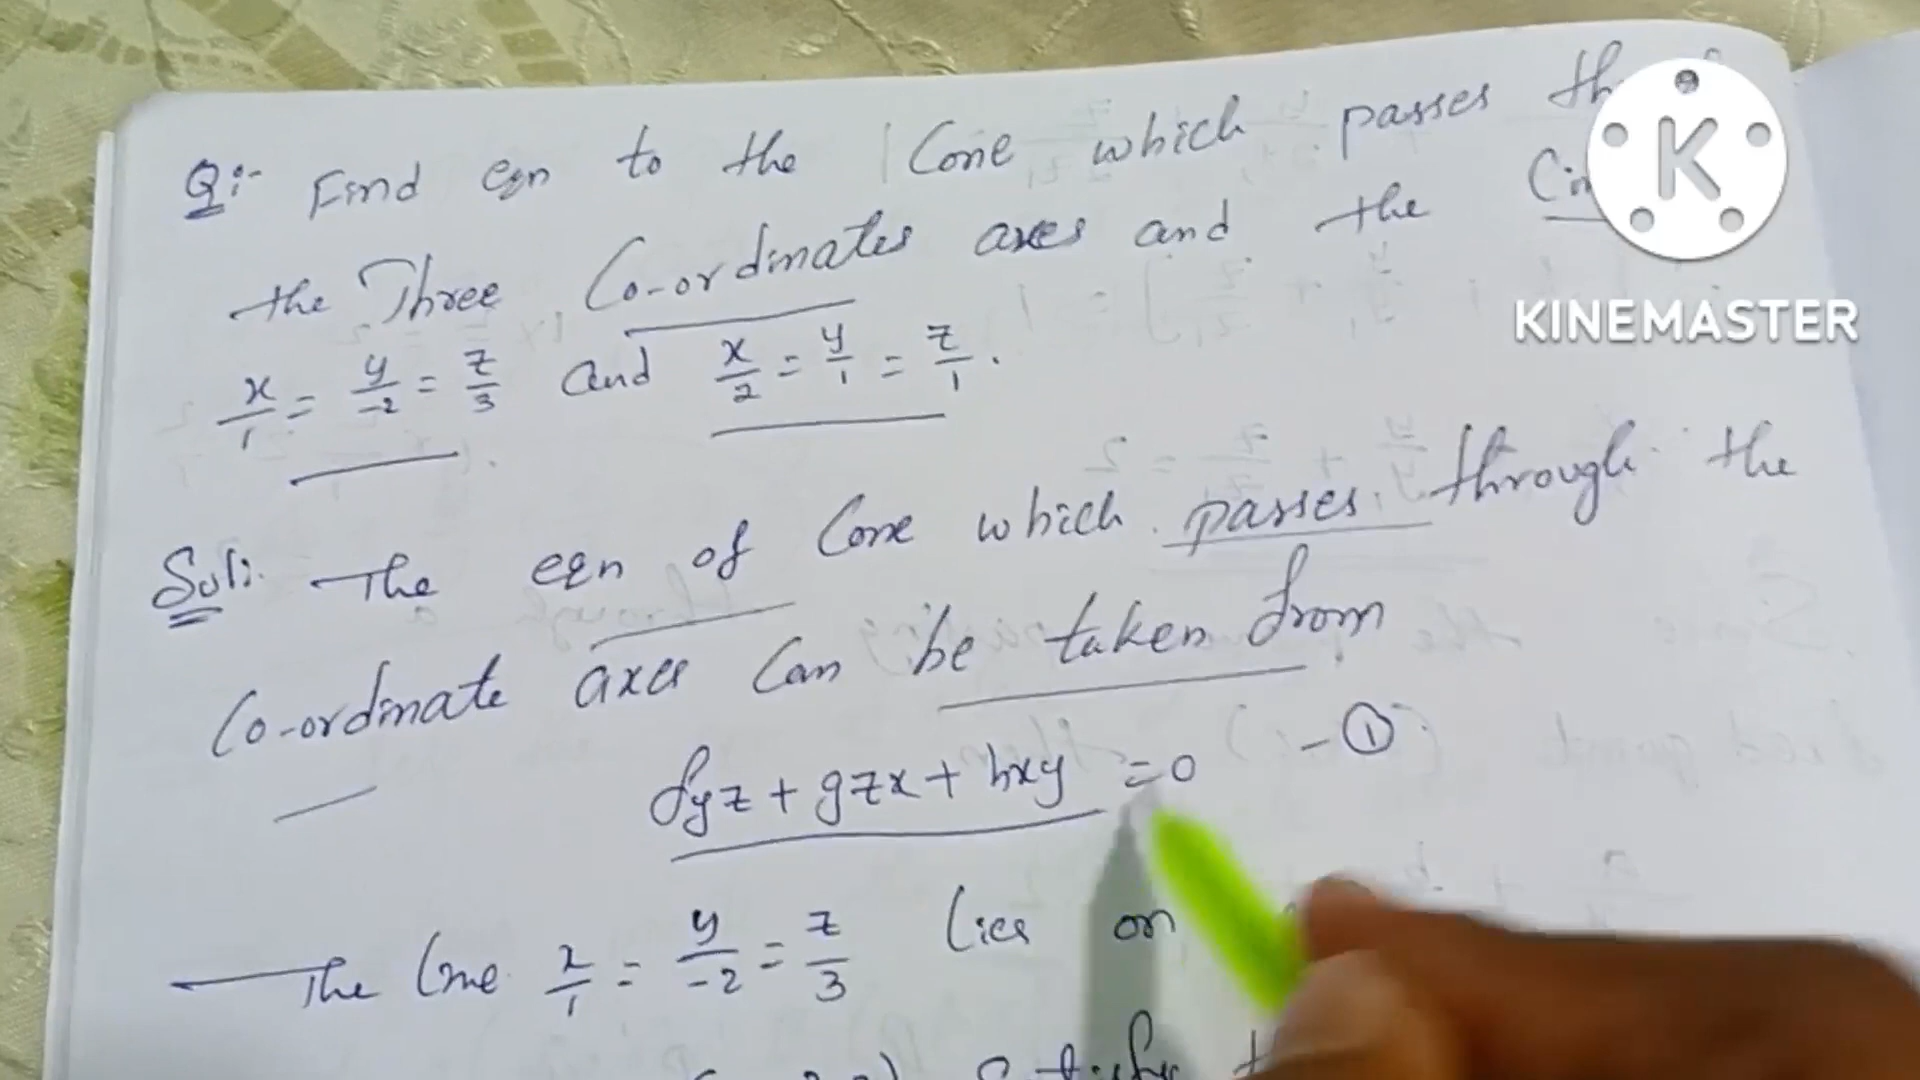 Q:- Find eqn to the Cone which passes
the Three Co-ordinates axes and the
x/1 = y/-2 = z/3 and x/2 = y/1 = z/1.
Sol: The eqn of Cone which passes through the
Co-ordinate axes Can be taken from
fyz + gzx + hxy = 0 - ①
The line x/1 = y/-2 = z/3 lies on
K
KINEMASTER